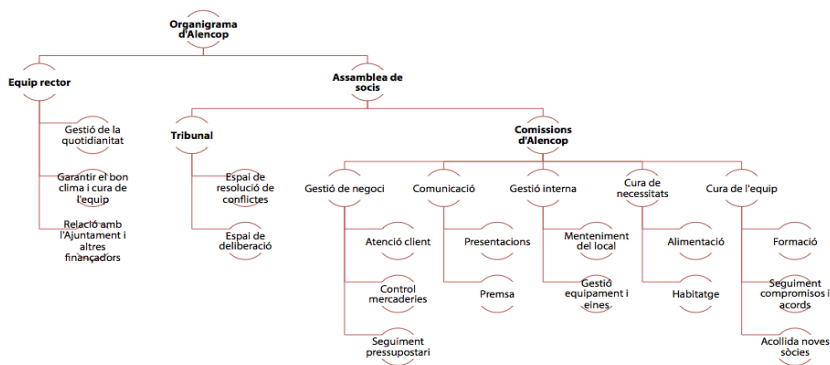 Organigrama
d'Alencop
Equip rector
Assamblea de
socis
Gestió de la
quotidianitat
Garantir el bon
clima i cura de
l'equip
Relació amb
l'Ajuntament i
altres
finançadors
Tribunal
Espai de
resolució de
conflictes
Espai de
deliberació
Comissions
d'Alencop
Gestió de negoci
Atenció client
Control
mercaderies
Seguiment
pressupostari
Comunicació
Presentacions
Premsa
Gestió interna
Menteniment
del local
Gestió
equipament i
eines
Cura de
necessitats
Alimentació
Habitatge
Cura de l'equip
Formació
Seguiment
compromisos i
acords
Acollida noves
sòcies